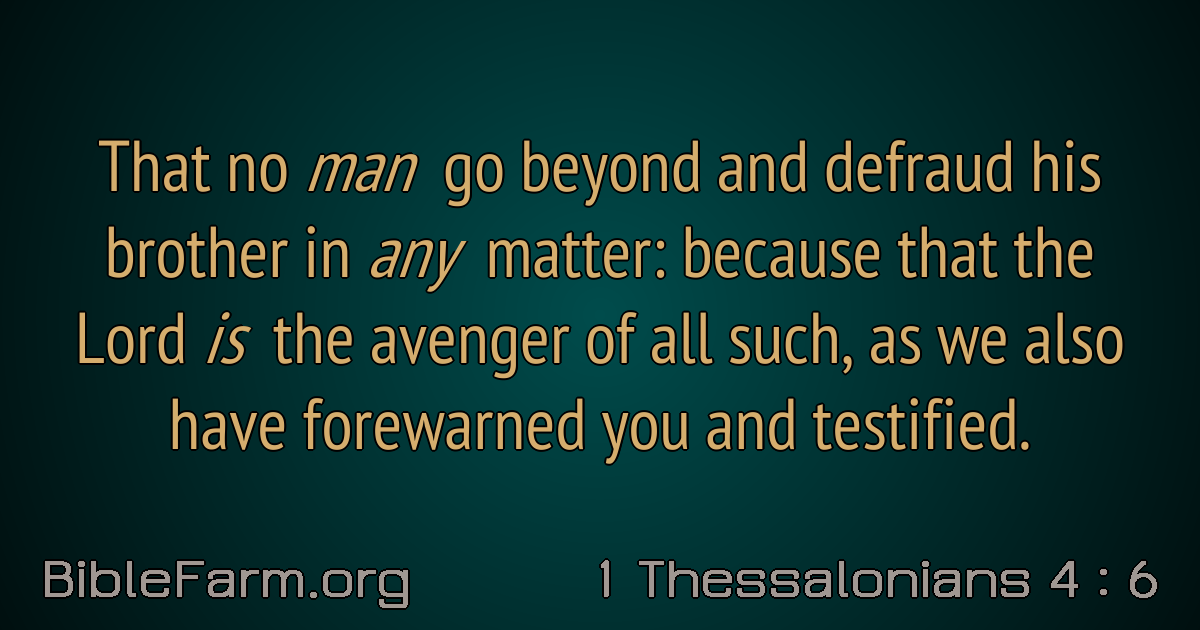 That no man go beyond and defraud his
brother in any matter: because that the
Lord is the avenger of all such, as we also
have forewarned you and testified.
BibleFarm.org
1 Thessalonians 4 : 6